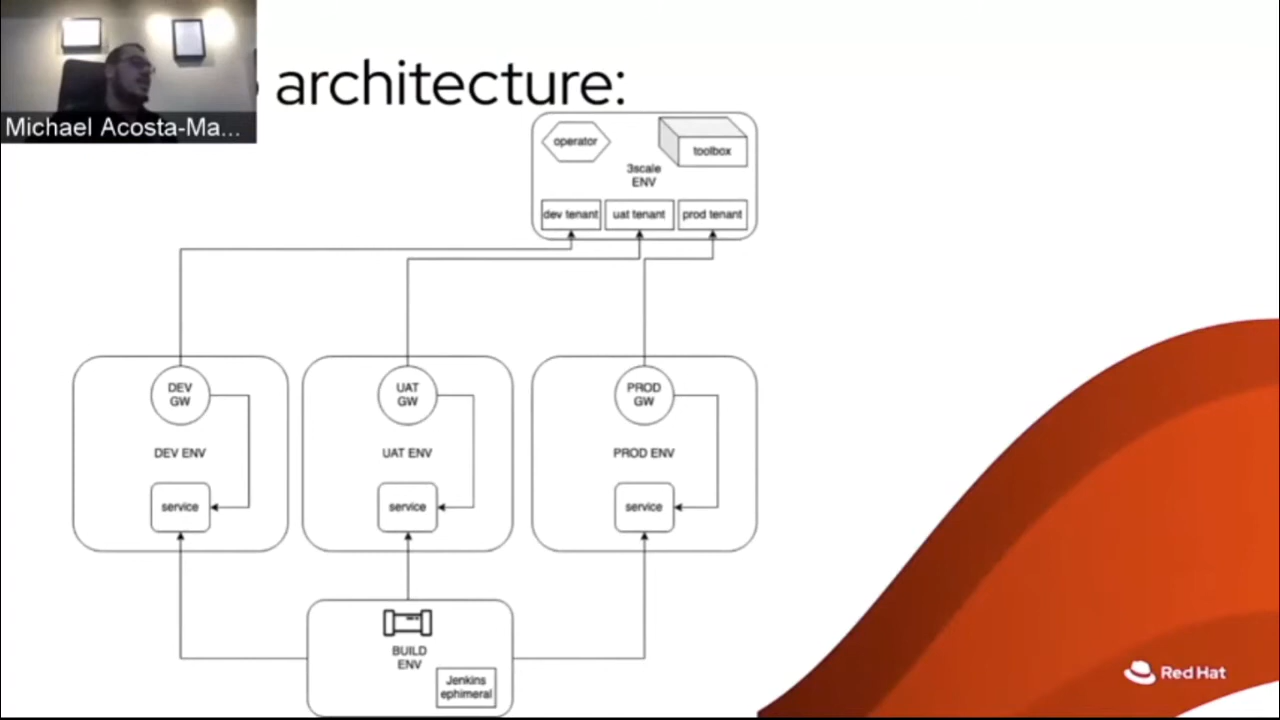 architecture:
Michael Acosta-Ma...
operator
toolbox
3scale
ENV
dev tenant
uat tenant
prod tenant
DEV
GW
UAT
GW
PROD
GW
DEV ENV
UAT ENV
PROD ENV
service
service
service
BUILD
ENV
Jenkins
ephimeral
Red Hat